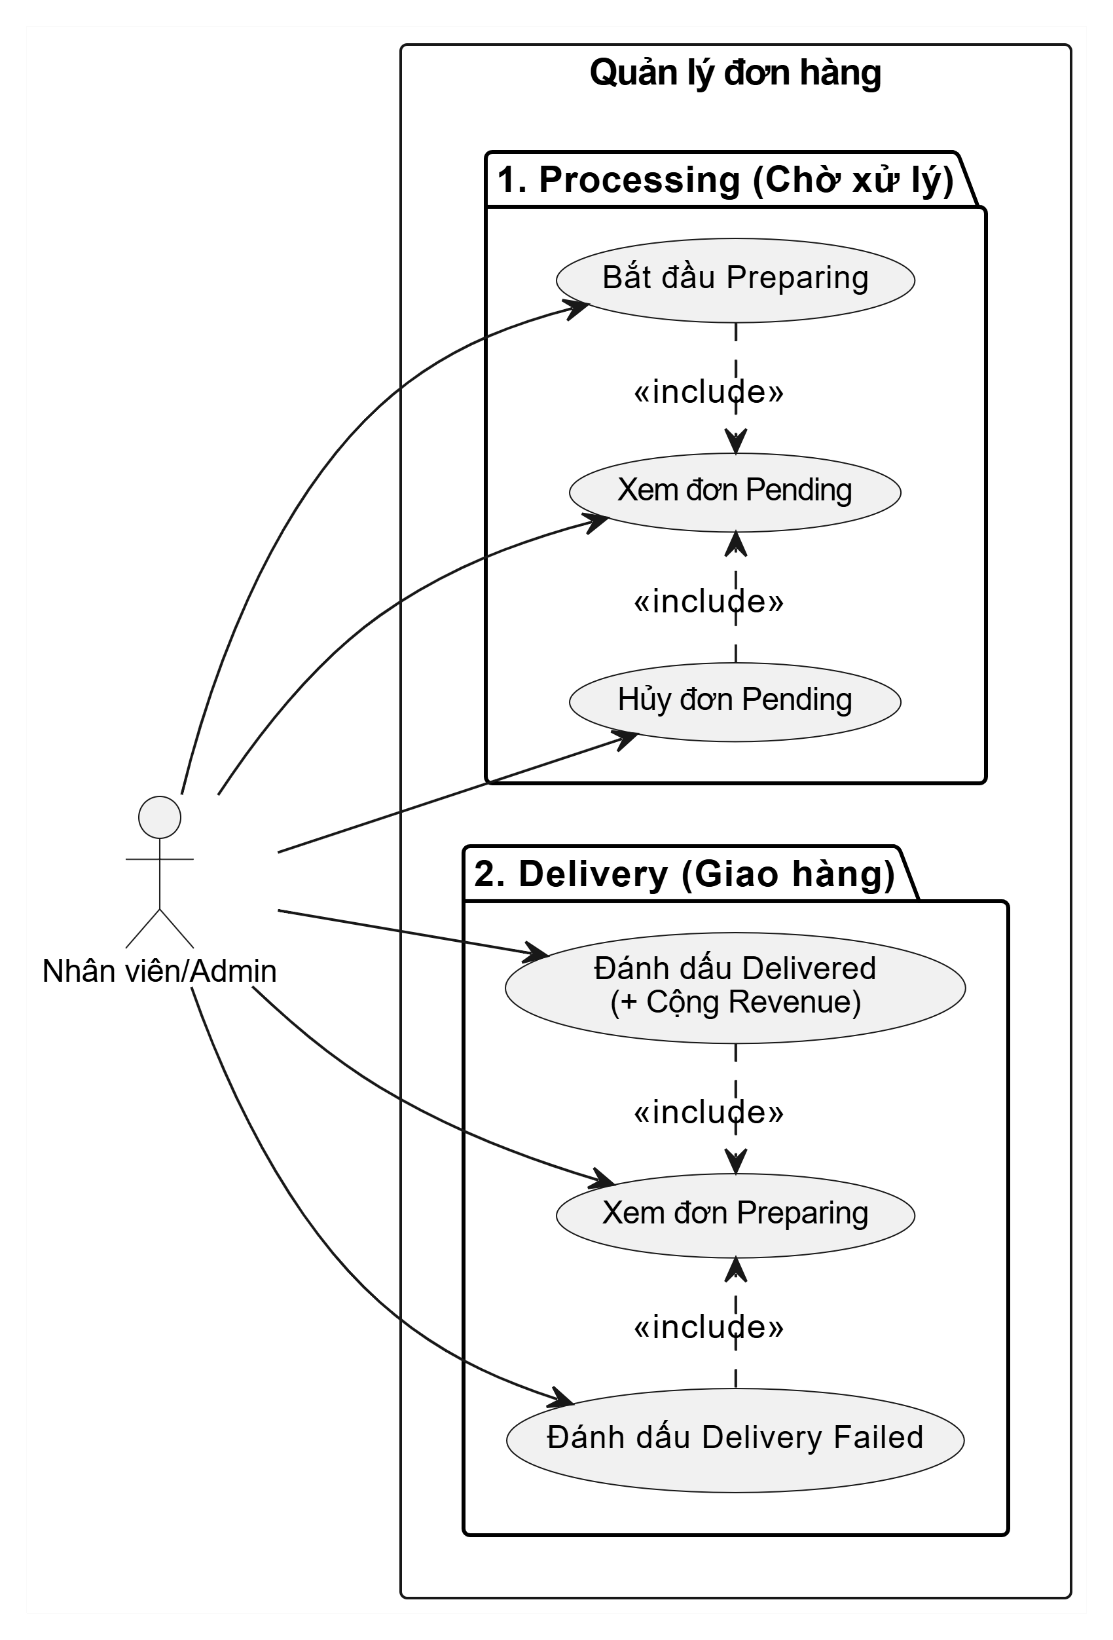 Quản lý đơn hàng
1. Processing (Chờ xử lý)
Bắt đầu Preparing
«include»
Xem đơn Pending
«include»
Hủy đơn Pending
Nhân viên/Admin
2. Delivery (Giao hàng)
Đánh dấu Delivered
(+ Cộng Revenue)
«include»
Xem đơn Preparing
«include»
Đánh dấu Delivery Failed